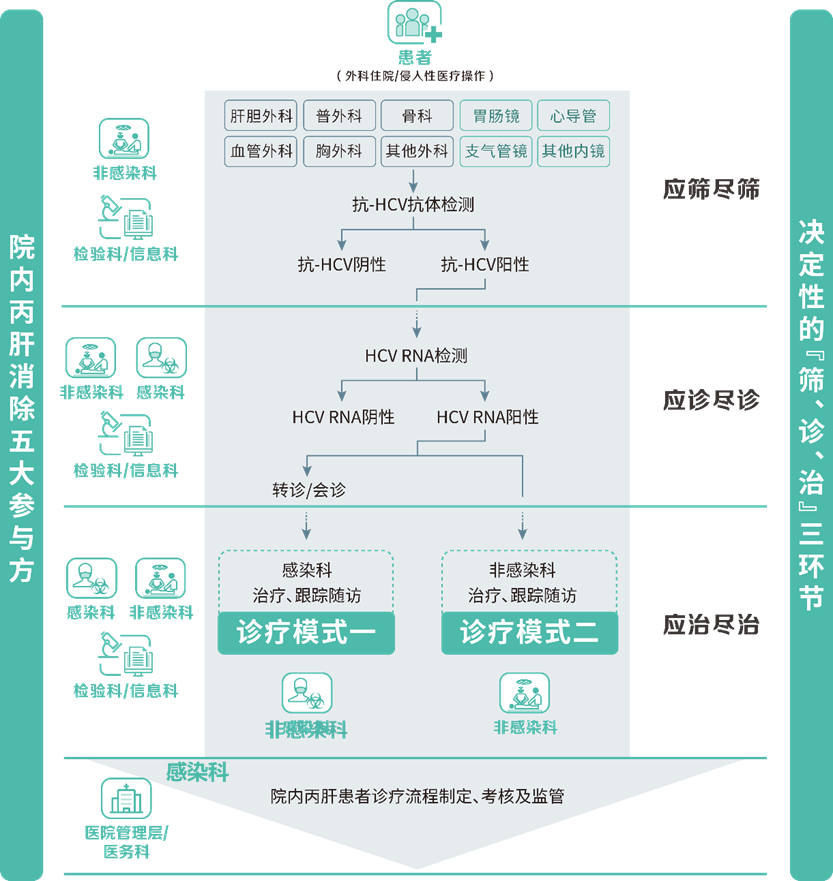 患者
（外科住院/侵入性医疗操作）
院内丙肝消除五大参与方
决定性的『筛、诊、治』三环节
肝胆外科 普外科 骨科 胃肠镜 心导管
血管外科 胸外科 其他外科 支气管镜 其他内镜
非感染科
检验科/信息科
抗-HCV抗体检测
抗-HCV阴性 抗-HCV阳性
应筛尽筛
非感染科 感染科
检验科/信息科
HCV RNA检测
HCV RNA阴性 HCV RNA阳性
转诊/会诊
应诊尽诊
感染科 非感染科
检验科/信息科
感染科
治疗、跟踪随访
诊疗模式一
非感染科
治疗、跟踪随访
诊疗模式二
应治尽治
非感染科
非感染科
感染科
医院管理层/
医务科
院内丙肝患者诊疗流程制定、考核及监管